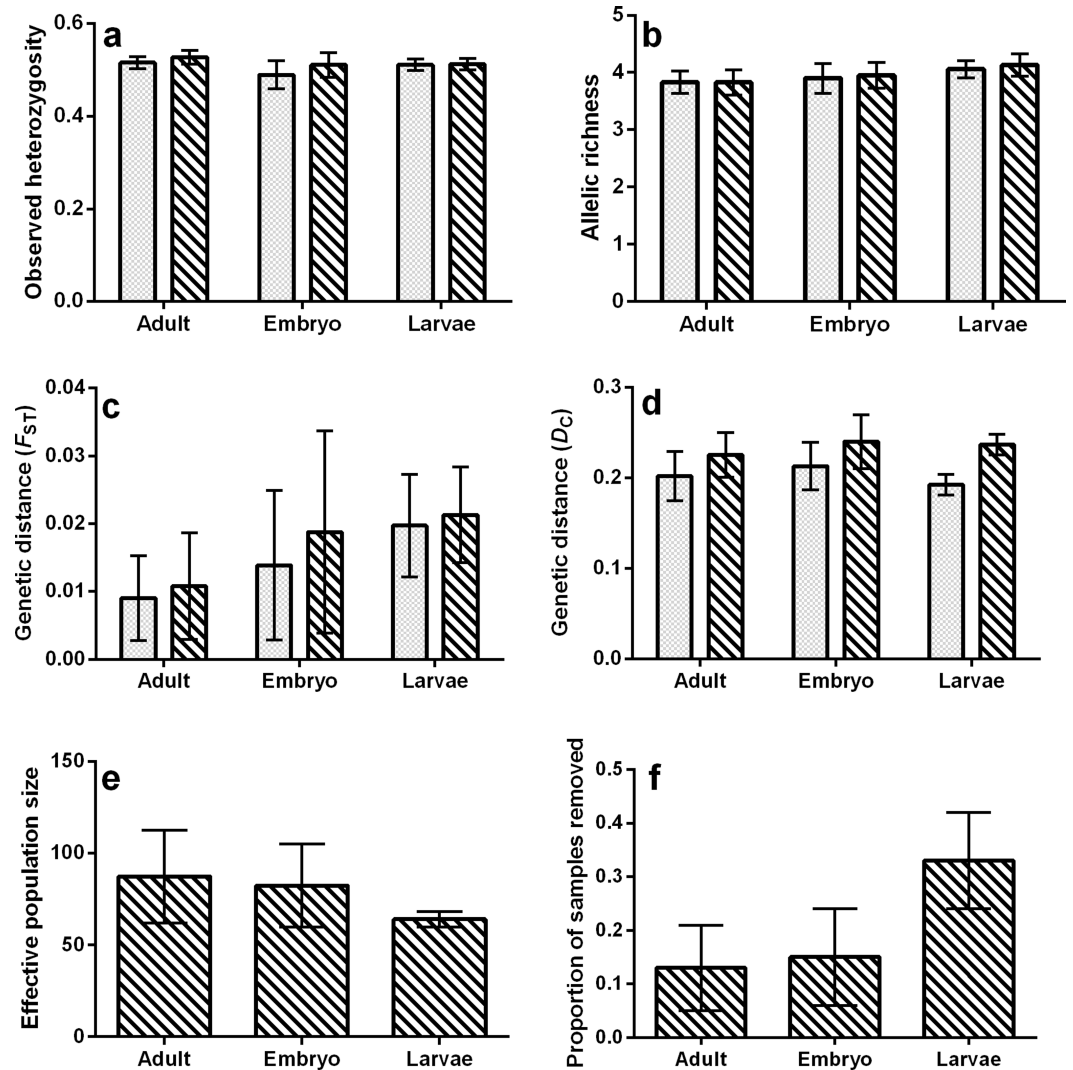 a
Observed heterozygosity
0.6
0.4
0.2
0.0
Adult Embryo Larvae
b
Allelic richness
5
4
3
2
1
0
Adult Embryo Larvae
c
Genetic distance (FST)
0.04
0.03
0.02
0.01
0.00
Adult Embryo Larvae
d
Genetic distance (DC)
0.3
0.2
0.1
0.0
Adult Embryo Larvae
e
Effective population size
150
100
50
0
Adult Embryo Larvae
f
Proportion of samples removed
0.5
0.4
0.3
0.2
0.1
0.0
Adult Embryo Larvae